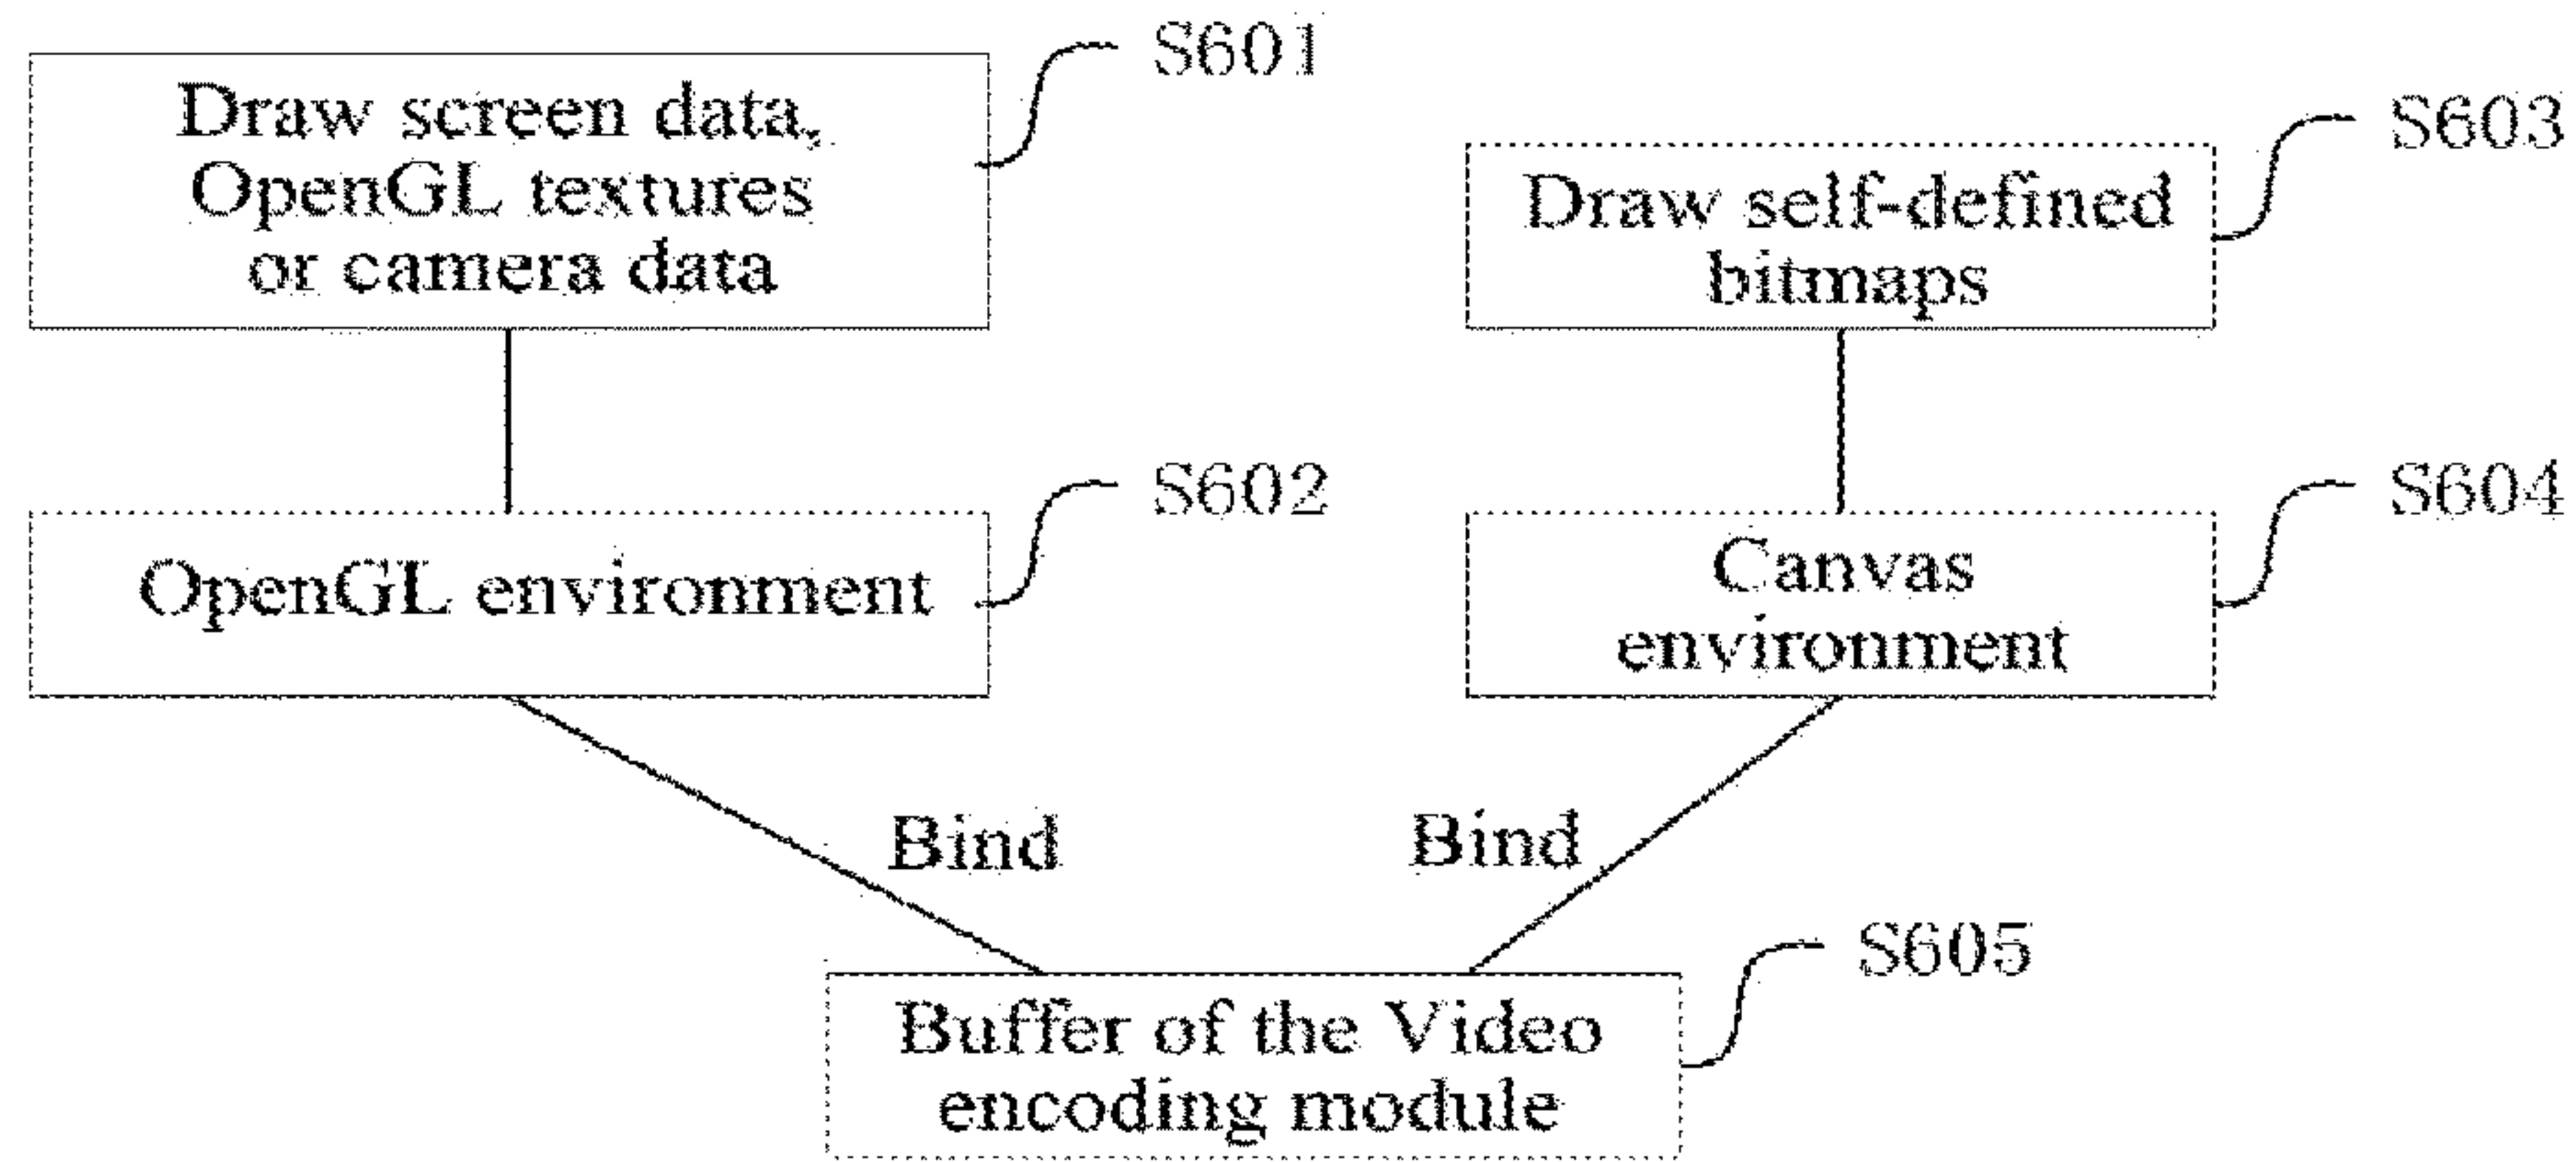 S601
Draw screen data,
OpenGL textures
or camera data
S603
Draw self-defined
bitmaps
S602
OpenGL environment
S604
Canvas
environment
Bind
Bind
S605
Buffer of the Video
encoding module